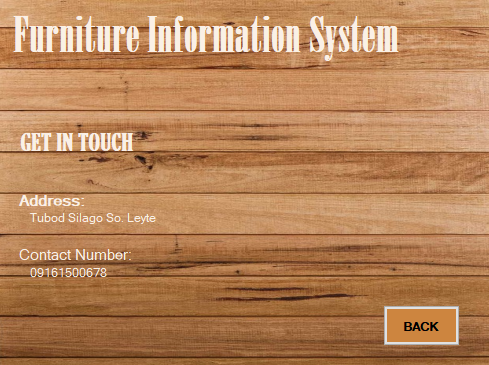 Furniture Information System
GET IN TOUCH
Address:
Tubod Silago So. Leyte
Contact Number:
09161500678
BACK